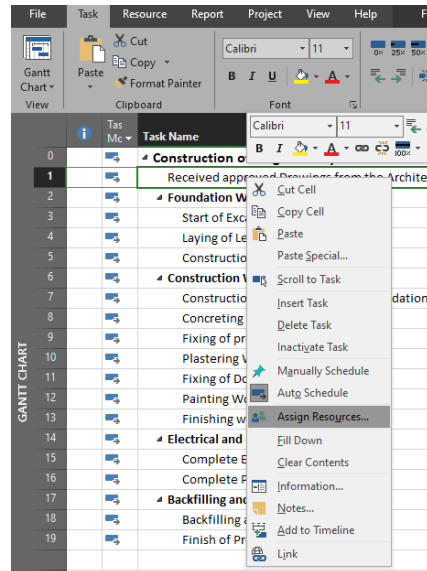 File Task Resource Report Project View Help F
Cut
Calibri 11
0× 25× 50×
Copy
Gantt Chart
Paste
Format Painter
B I U A
View Clipboard Font
Calibri 11
B I A 100×
Tas Mc Task Name
0 Construction o
1 Received approved Drawings from the Archite
2 Foundation W
3 Start of Exc
4 Laying of Le
5 Constructio
6 Construction
7 Constructio dation
8 Concreting
9 Fixing of pr
10 Plastering
11 Fixing of Do
12 Painting Wo
13 Finishing w
14 Electrical and
15 Complete E
16 Complete P
17 Backfilling and
18 Backfilling a
19 Finish of Pr
GANTT CHART
Cut Cell
Copy Cell
Paste
Paste Special...
Scroll to Task
Insert Task
Delete Task
Inactivate Task
Manually Schedule
Auto Schedule
Assign Resources...
Fill Down
Clear Contents
Information...
Notes...
Add to Timeline
Link